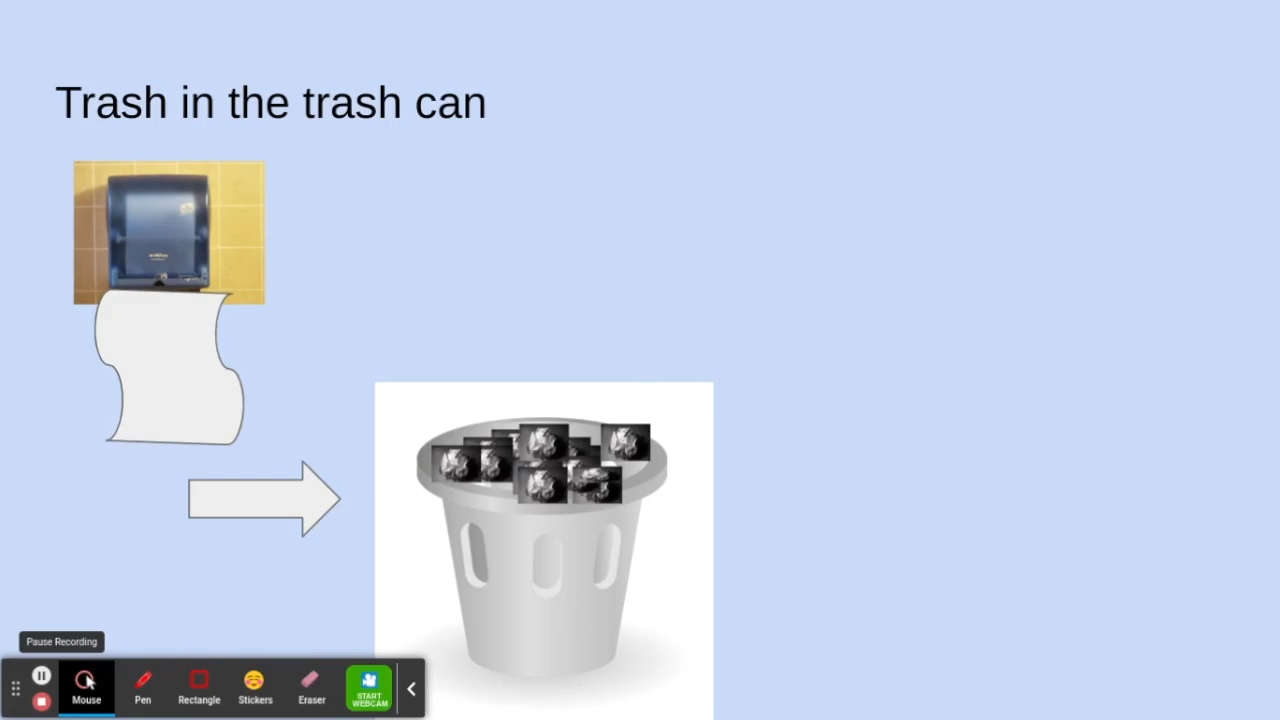 Trash in the trash can
Pause Recording
Mouse
Pen
Rectangle
Stickers
Eraser
START
WEBCAM